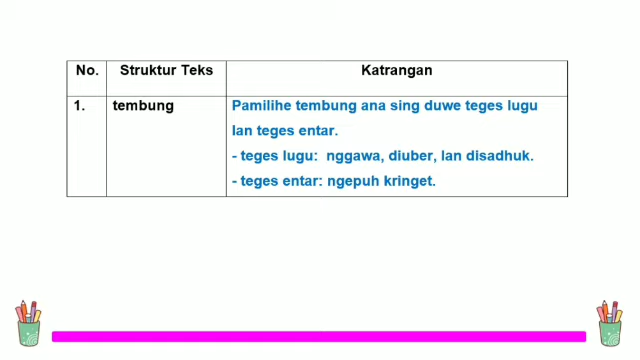 No. Struktur Teks Katrangan
1. tembung Pamilihe tembung ana sing duwe teges lugu
lan teges entar.
- teges lugu: nggawa, diuber, lan disadhuk.
- teges entar: ngepuh kringet.